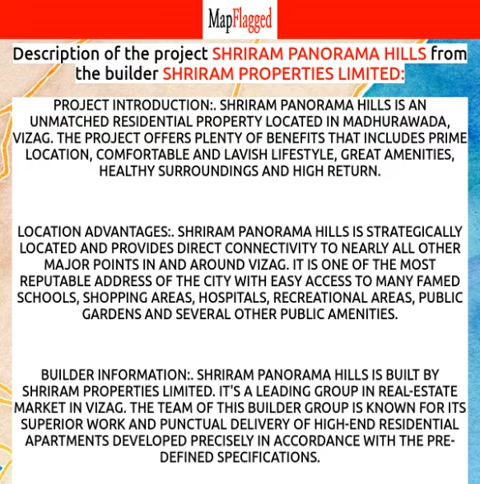 MapFlagged
Description of the project SHRIRAM PANORAMA HILLS from
the builder SHRIRAM PROPERTIES LIMITED:
PROJECT INTRODUCTION:. SHRIRAM PANORAMA HILLS IS AN
UNMATCHED RESIDENTIAL PROPERTY LOCATED IN MADHURAWADA,
VIZAG. THE PROJECT OFFERS PLENTY OF BENEFITS THAT INCLUDES PRIME
LOCATION, COMFORTABLE AND LAVISH LIFESTYLE, GREAT AMENITIES,
HEALTHY SURROUNDINGS AND HIGH RETURN.
LOCATION ADVANTAGES:. SHRIRAM PANORAMA HILLS IS STRATEGICALLY
LOCATED AND PROVIDES DIRECT CONNECTIVITY TO NEARLY ALL OTHER
MAJOR POINTS IN AND AROUND VIZAG. IT IS ONE OF THE MOST
REPUTABLE ADDRESS OF THE CITY WITH EASY ACCESS TO MANY FAMED
SCHOOLS, SHOPPING AREAS, HOSPITALS, RECREATIONAL AREAS, PUBLIC
GARDENS AND SEVERAL OTHER PUBLIC AMENITIES.
BUILDER INFORMATION:. SHRIRAM PANORAMA HILLS IS BUILT BY
SHRIRAM PROPERTIES LIMITED. IT'S A LEADING GROUP IN REAL-ESTATE
MARKET IN VIZAG. THE TEAM OF THIS BUILDER GROUP IS KNOWN FOR ITS
SUPERIOR WORK AND PUNCTUAL DELIVERY OF HIGH-END RESIDENTIAL
APARTMENTS DEVELOPED PRECISELY IN ACCORDANCE WITH THE PRE-
DEFINED SPECIFICATIONS.